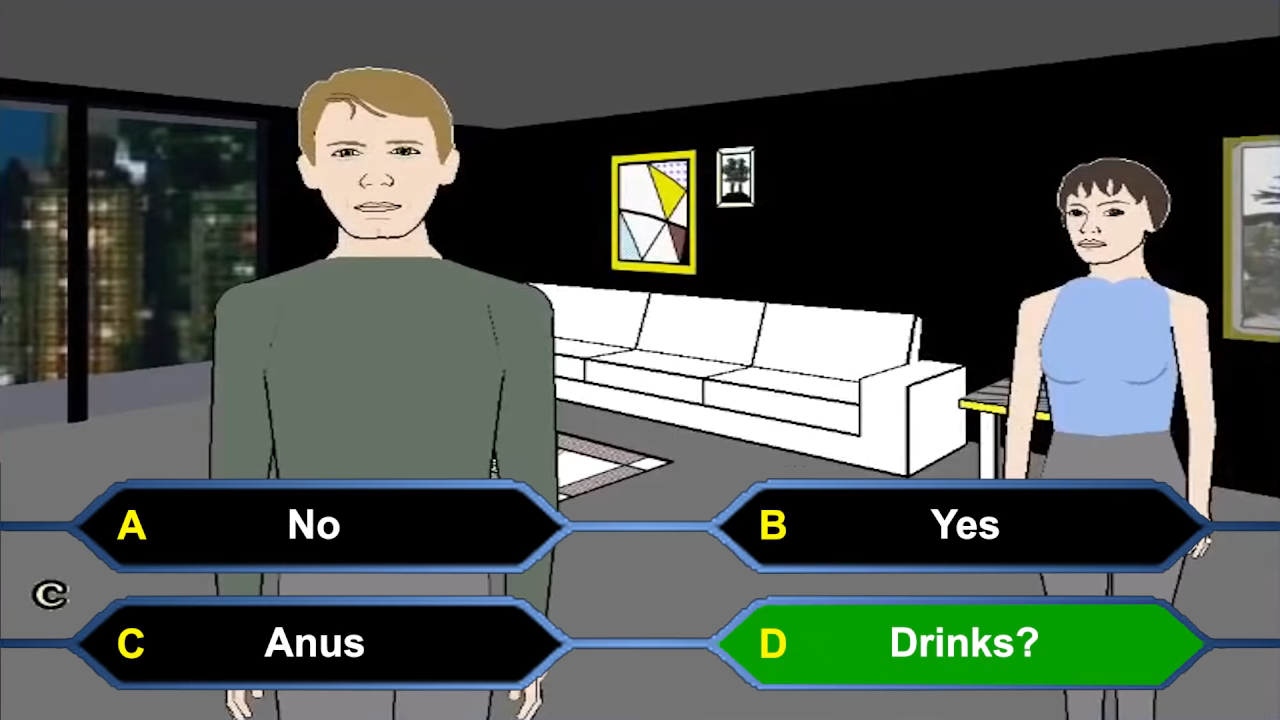 A No
B Yes
C
C Anus
D Drinks?